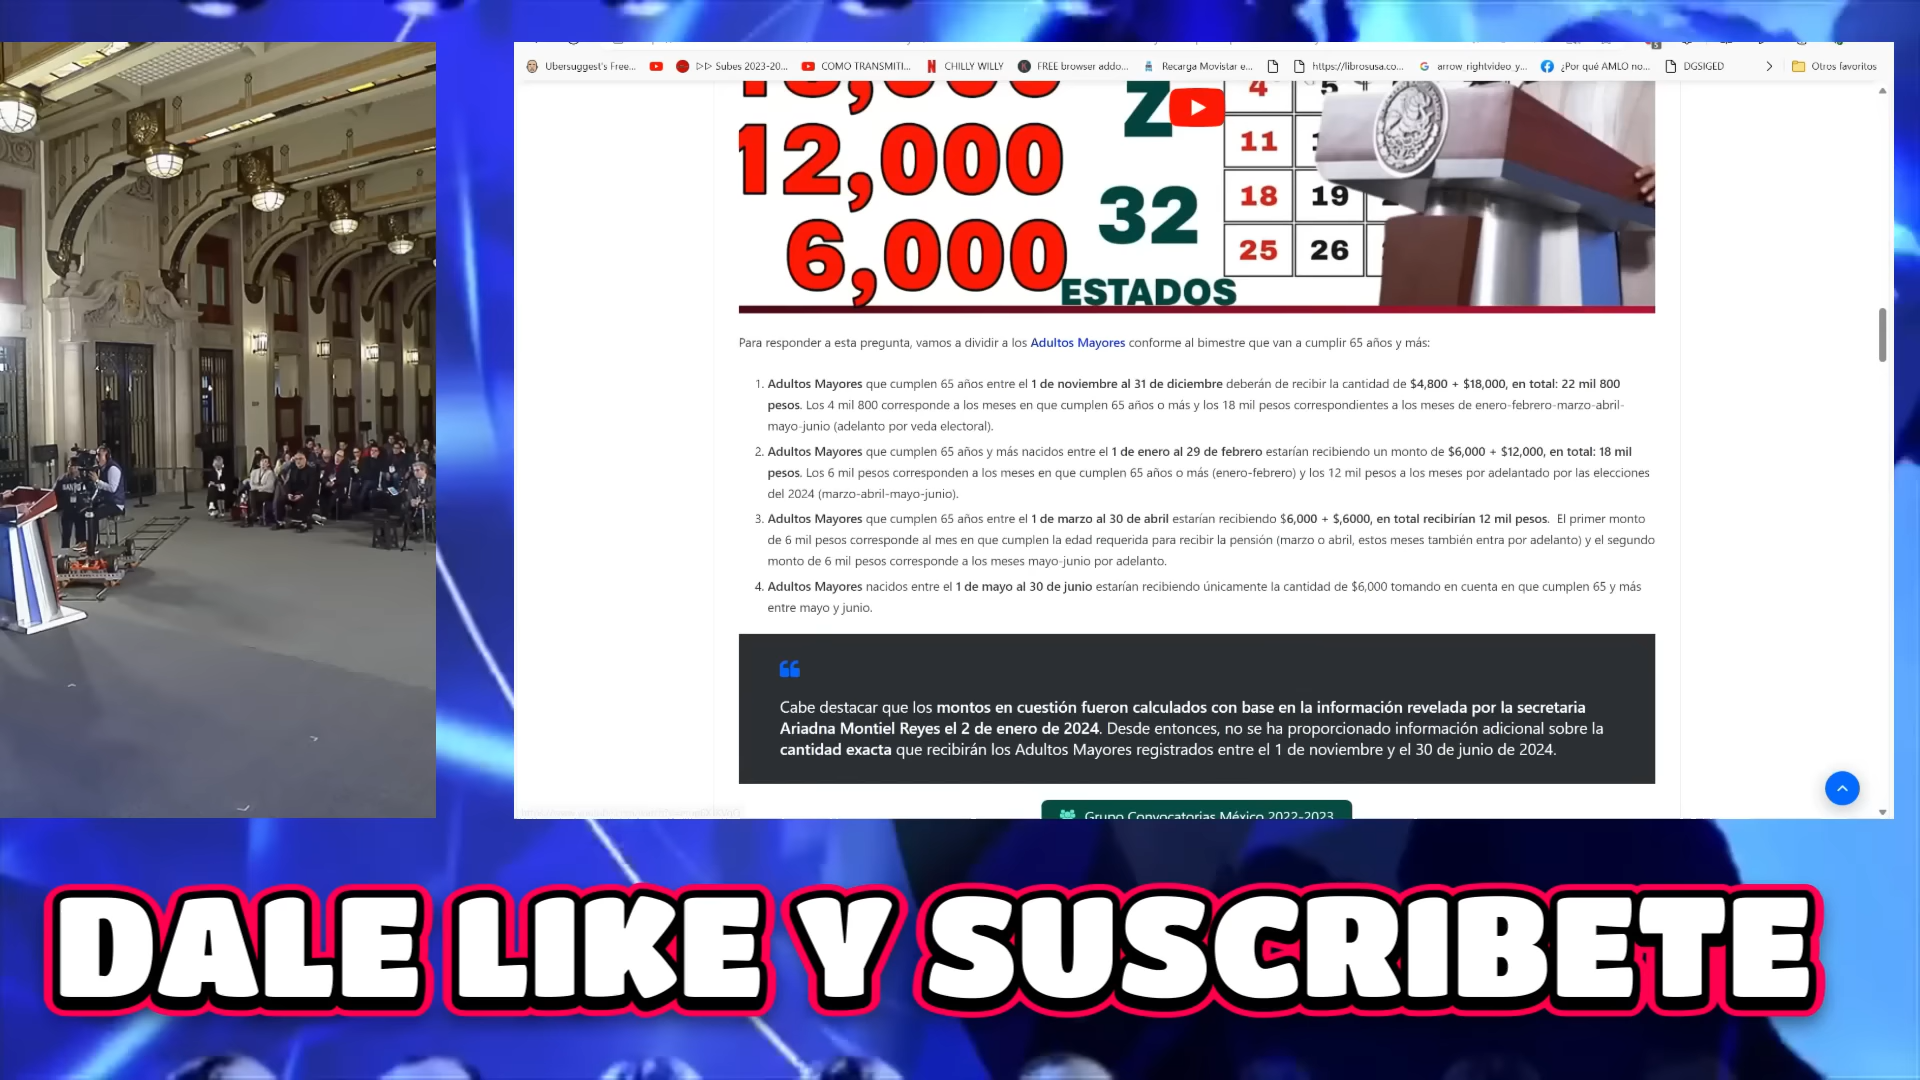 Ubersuggest's Free...
▷▷ Subes 2023-20...
COMO TRANSMITI...
CHILLY WILLY
FREE browser addo...
Recarga Movistar e...
https://librosusa.co...
arrow_rightvideo_y...
¿Por qué AMLO no...
DGSIGED
Otros favoritos
12,000
6,000
Z
32
ESTADOS
4 5
11
18 19
25 26
Para responder a esta pregunta, vamos a dividir a los Adultos Mayores conforme al bimestre que van a cumplir 65 años y más:
1. Adultos Mayores que cumplen 65 años entre el 1 de noviembre al 31 de diciembre deberán de recibir la cantidad de $4,800 + $18,000, en total: 22 mil 800
pesos. Los 4 mil 800 corresponde a los meses en que cumplen 65 años o más y los 18 mil pesos correspondientes a los meses de enero-febrero-marzo-abril-
mayo-junio (adelanto por veda electoral).
2. Adultos Mayores que cumplen 65 años y más nacidos entre el 1 de enero al 29 de febrero estarían recibiendo un monto de $6,000 + $12,000, en total: 18 mil
pesos. Los 6 mil pesos corresponden a los meses en que cumplen 65 años o más (enero-febrero) y los 12 mil pesos a los meses por adelantado por las elecciones
del 2024 (marzo-abril-mayo-junio).
3. Adultos Mayores que cumplen 65 años entre el 1 de marzo al 30 de abril estarían recibiendo $6,000 + $,6000, en total recibirían 12 mil pesos. El primer monto
de 6 mil pesos corresponde al mes en que cumplen la edad requerida para recibir la pensión (marzo o abril, estos meses también entra por adelanto) y el segundo
monto de 6 mil pesos corresponde a los meses mayo-junio por adelanto.
4. Adultos Mayores nacidos entre el 1 de mayo al 30 de junio estarían recibiendo únicamente la cantidad de $6,000 tomando en cuenta en que cumplen 65 y más
entre mayo y junio.
Cabe destacar que los montos en cuestión fueron calculados con base en la información revelada por la secretaria
Ariadna Montiel Reyes el 2 de enero de 2024. Desde entonces, no se ha proporcionado información adicional sobre la
cantidad exacta que recibirán los Adultos Mayores registrados entre el 1 de noviembre y el 30 de junio de 2024.
Grupo Convocatorias México 2022-2023
DALE LIKE Y SUSCRIBETE